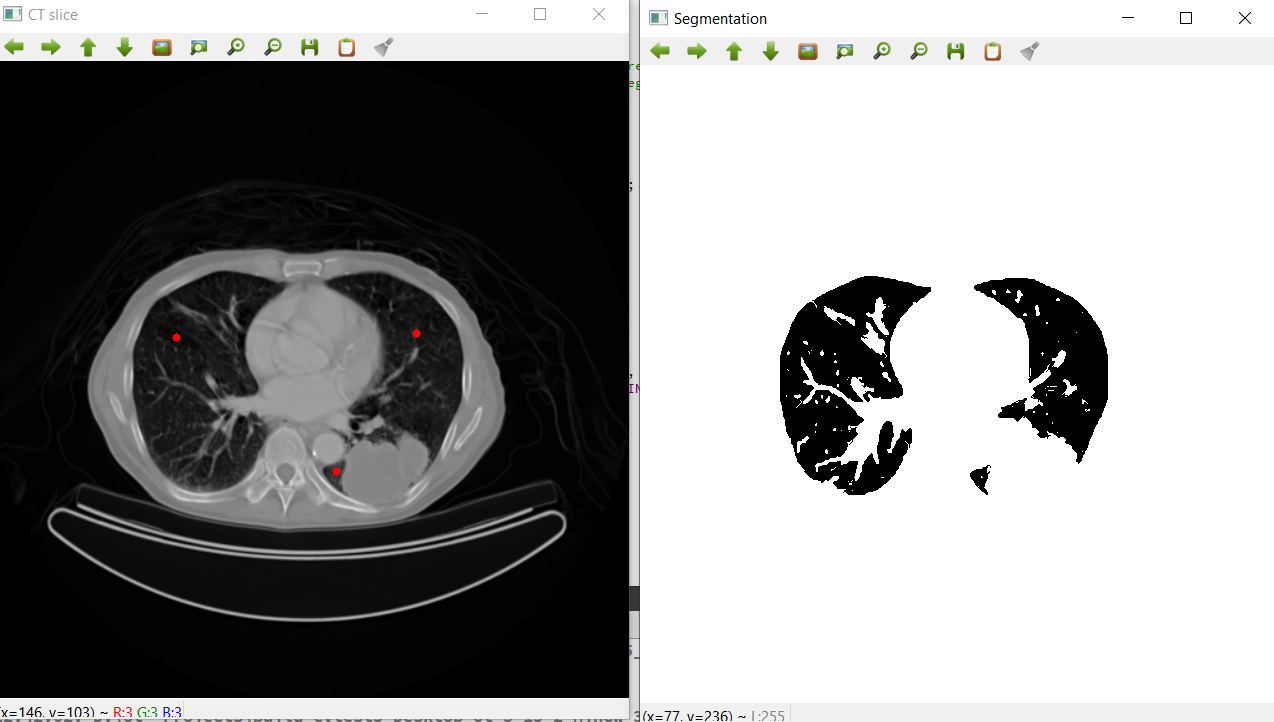 CT slice
Segmentation
(x=146, y=103) ~ R:3 G:3 B:3
(x=77, y=236) ~ L:255